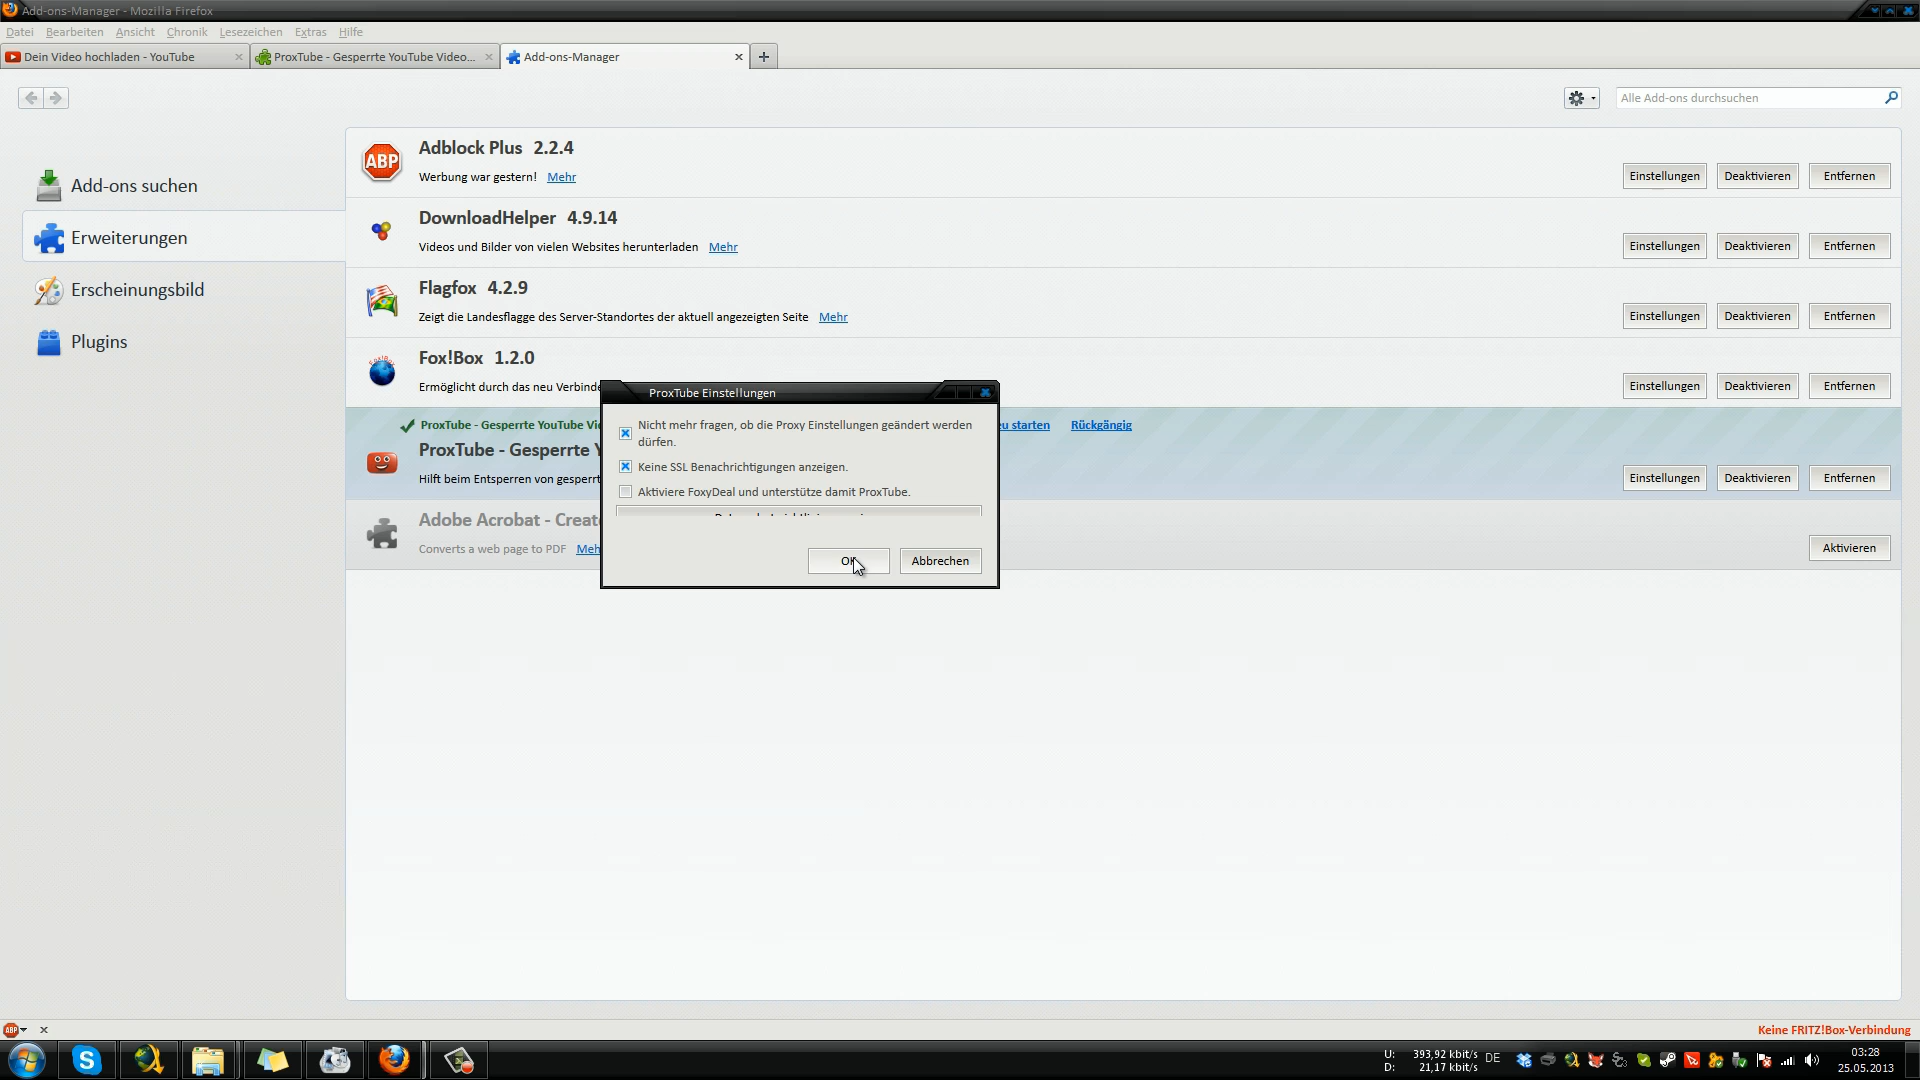 Add-ons-Manager - Mozilla Firefox
Datei Bearbeiten Ansicht Chronik Lesezeichen Extras Hilfe
Dein Video hochladen - YouTube
ProxTube - Gesperrte YouTube Video...
Add-ons-Manager
Alle Add-ons durchsuchen
Add-ons suchen
Erweiterungen
Erscheinungsbild
Plugins
ABP
Adblock Plus 2.2.4
Werbung war gestern! Mehr
Einstellungen Deaktivieren Entfernen
DownloadHelper 4.9.14
Videos und Bilder von vielen Websites herunterladen Mehr
Einstellungen Deaktivieren Entfernen
Flagfox 4.2.9
Zeigt die Landesflagge des Server-Standortes der aktuell angezeigten Seite Mehr
Einstellungen Deaktivieren Entfernen
Fox!Box 1.2.0
Ermöglicht durch das neu Verbinde
Einstellungen Deaktivieren Entfernen
ProxTube - Gesperrte YouTube Vi
eu starten Rückgängig
ProxTube - Gesperrte Y
Hilft beim Entsperren von gesperrt
Einstellungen Deaktivieren Entfernen
Adobe Acrobat - Create
Converts a web page to PDF Meh
Aktivieren
ProxTube Einstellungen
Nicht mehr fragen, ob die Proxy Einstellungen geändert werden
dürfen.
Keine SSL Benachrichtigungen anzeigen.
Aktiviere FoxyDeal und unterstütze damit ProxTube.
OK Abbrechen
ABP
Keine FRITZ!Box-Verbindung
U: 393,92 kbit/s
D: 21,17 kbit/s
DE
03:28
25.05.2013